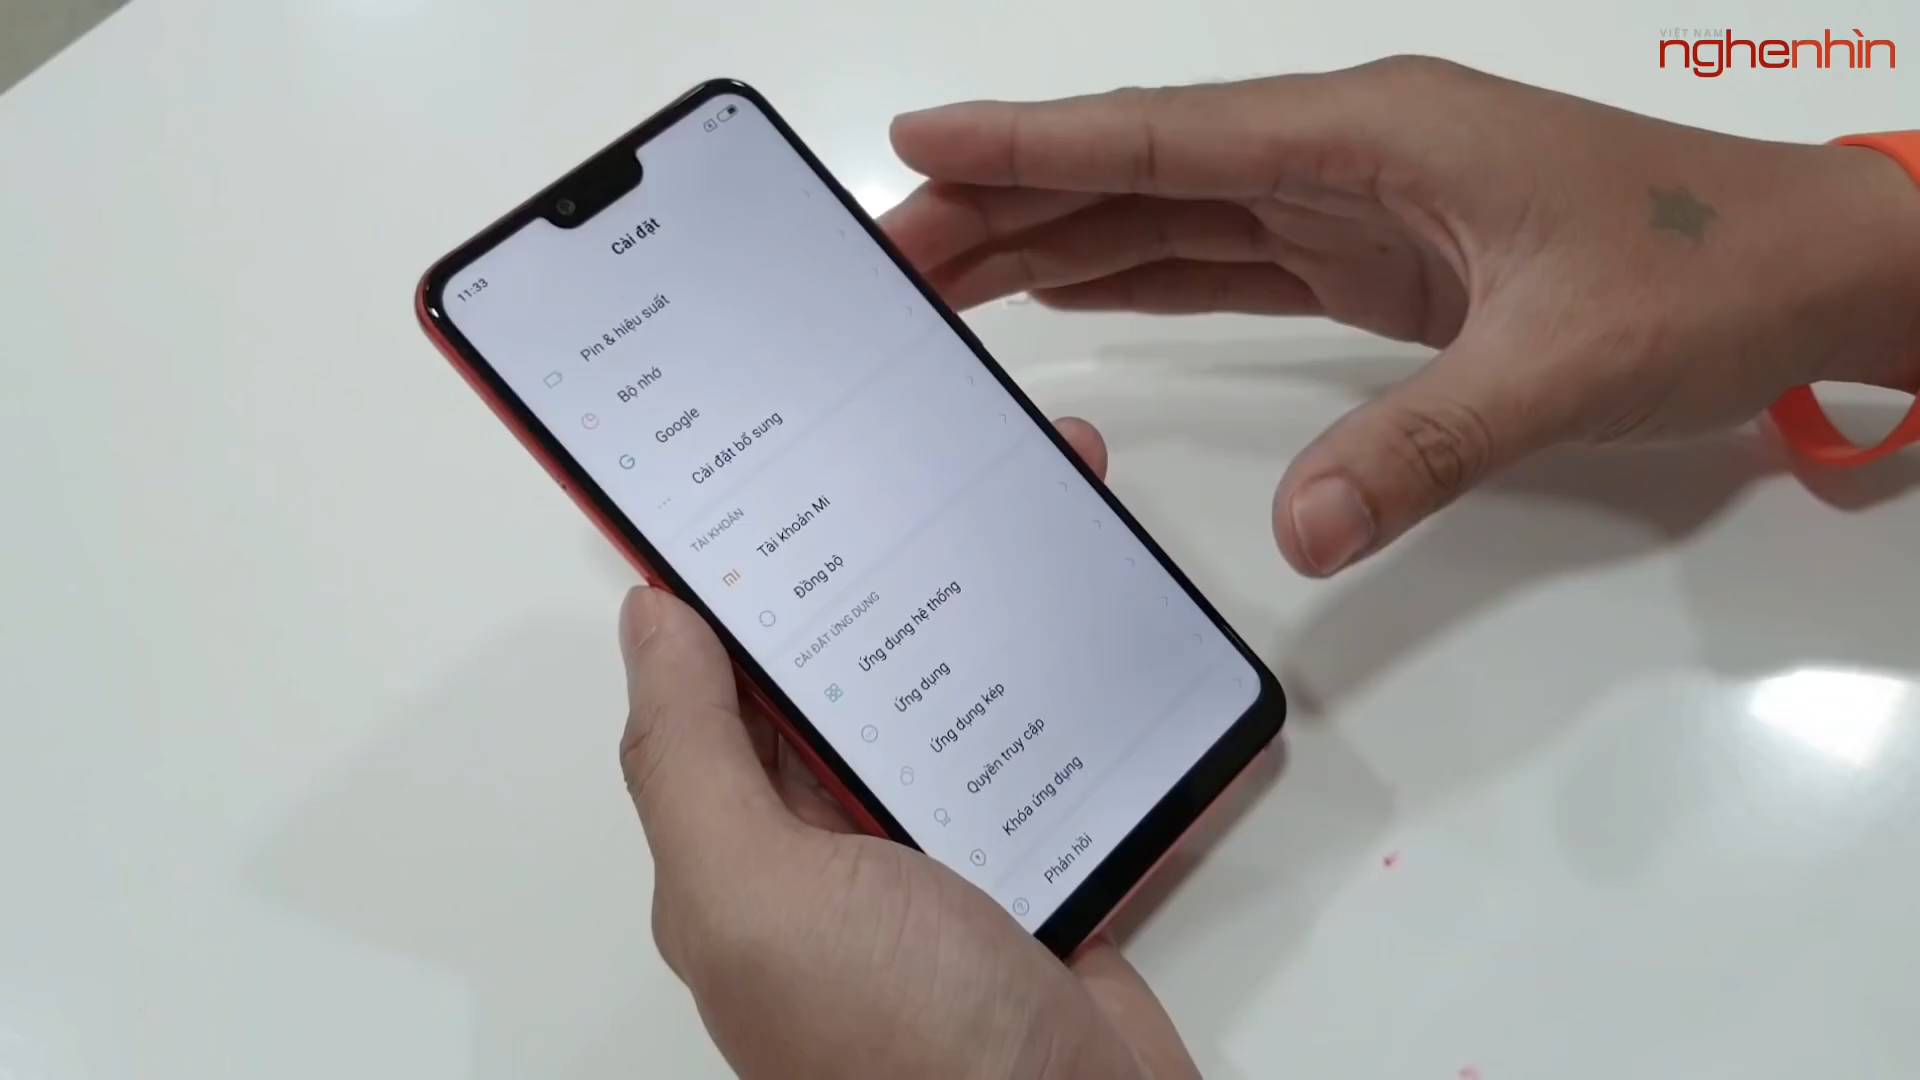 VIỆT NAM
nghenhìn
11:33
Cài đặt
Pin & hiệu suất
Bộ nhớ
Google
Cài đặt bổ sung
TÀI KHOẢN
Tài khoản Mi
Đồng bộ
CÀI ĐẶT ỨNG DỤNG
Ứng dụng hệ thống
Ứng dụng
Ứng dụng kép
Quyền truy cập
Khóa ứng dụng
Phản hồi